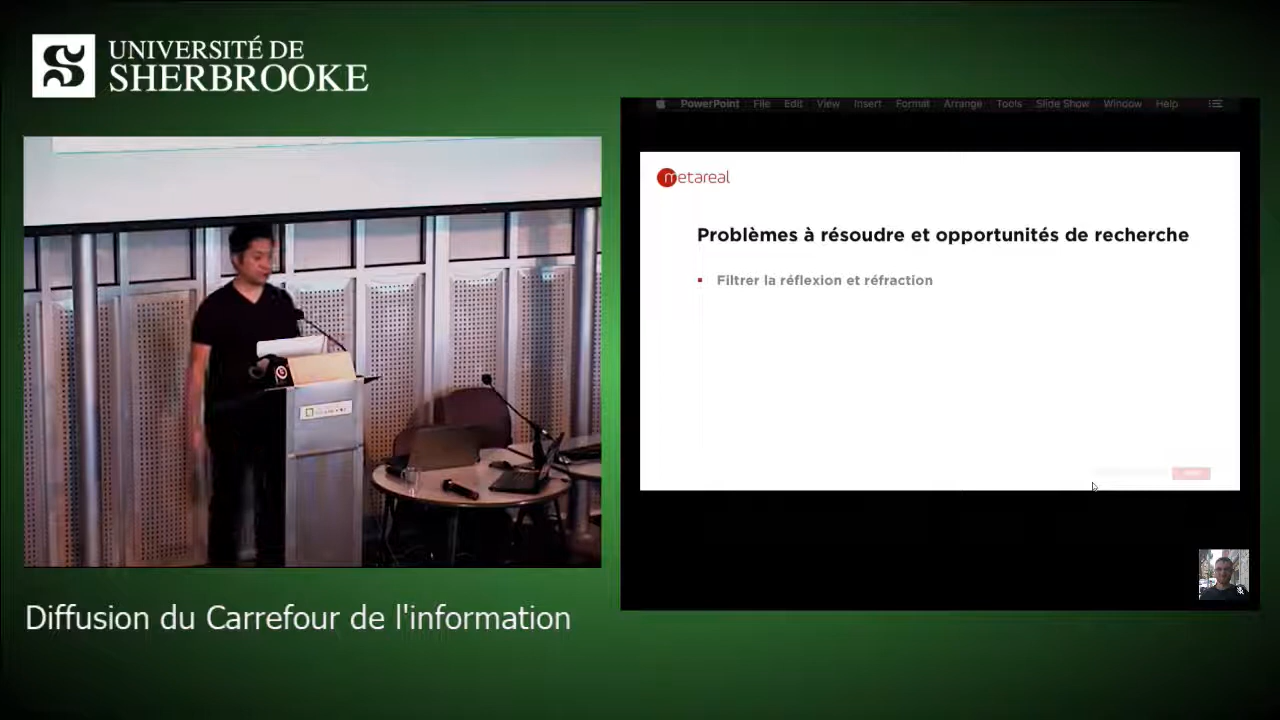 UNIVERSITÉ DE
SHERBROOKE
PowerPoint File Edit View Insert Format Arrange Tools Slide Show Window Help
metareal
Problèmes à résoudre et opportunités de recherche
Filtrer la réflexion et réfraction
Diffusion du Carrefour de l'information